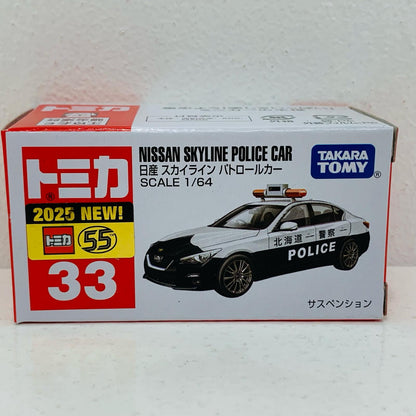 トミカ
NISSAN SKYLINE POLICE CAR
日産 スカイライン パトロールカー
SCALE 1/64
TAKARA
TOMY
2025 NEW!
トミカ 55
33
北海道 警察
POLICE
サスペンション